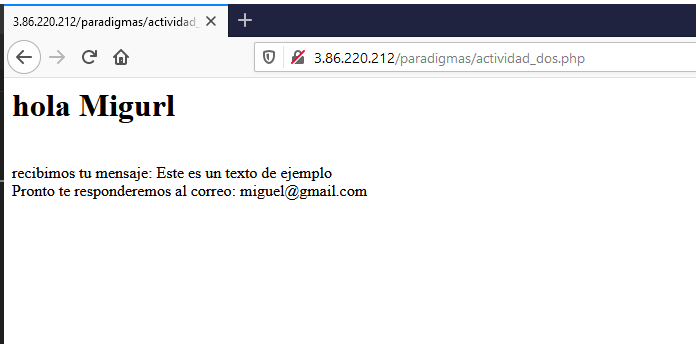 3.86.220.212/paradigmas/actividad_
3.86.220.212/paradigmas/actividad_dos.php
hola Migurl
recibimos tu mensaje: Este es un texto de ejemplo
Pronto te responderemos al correo: miguel@gmail.com